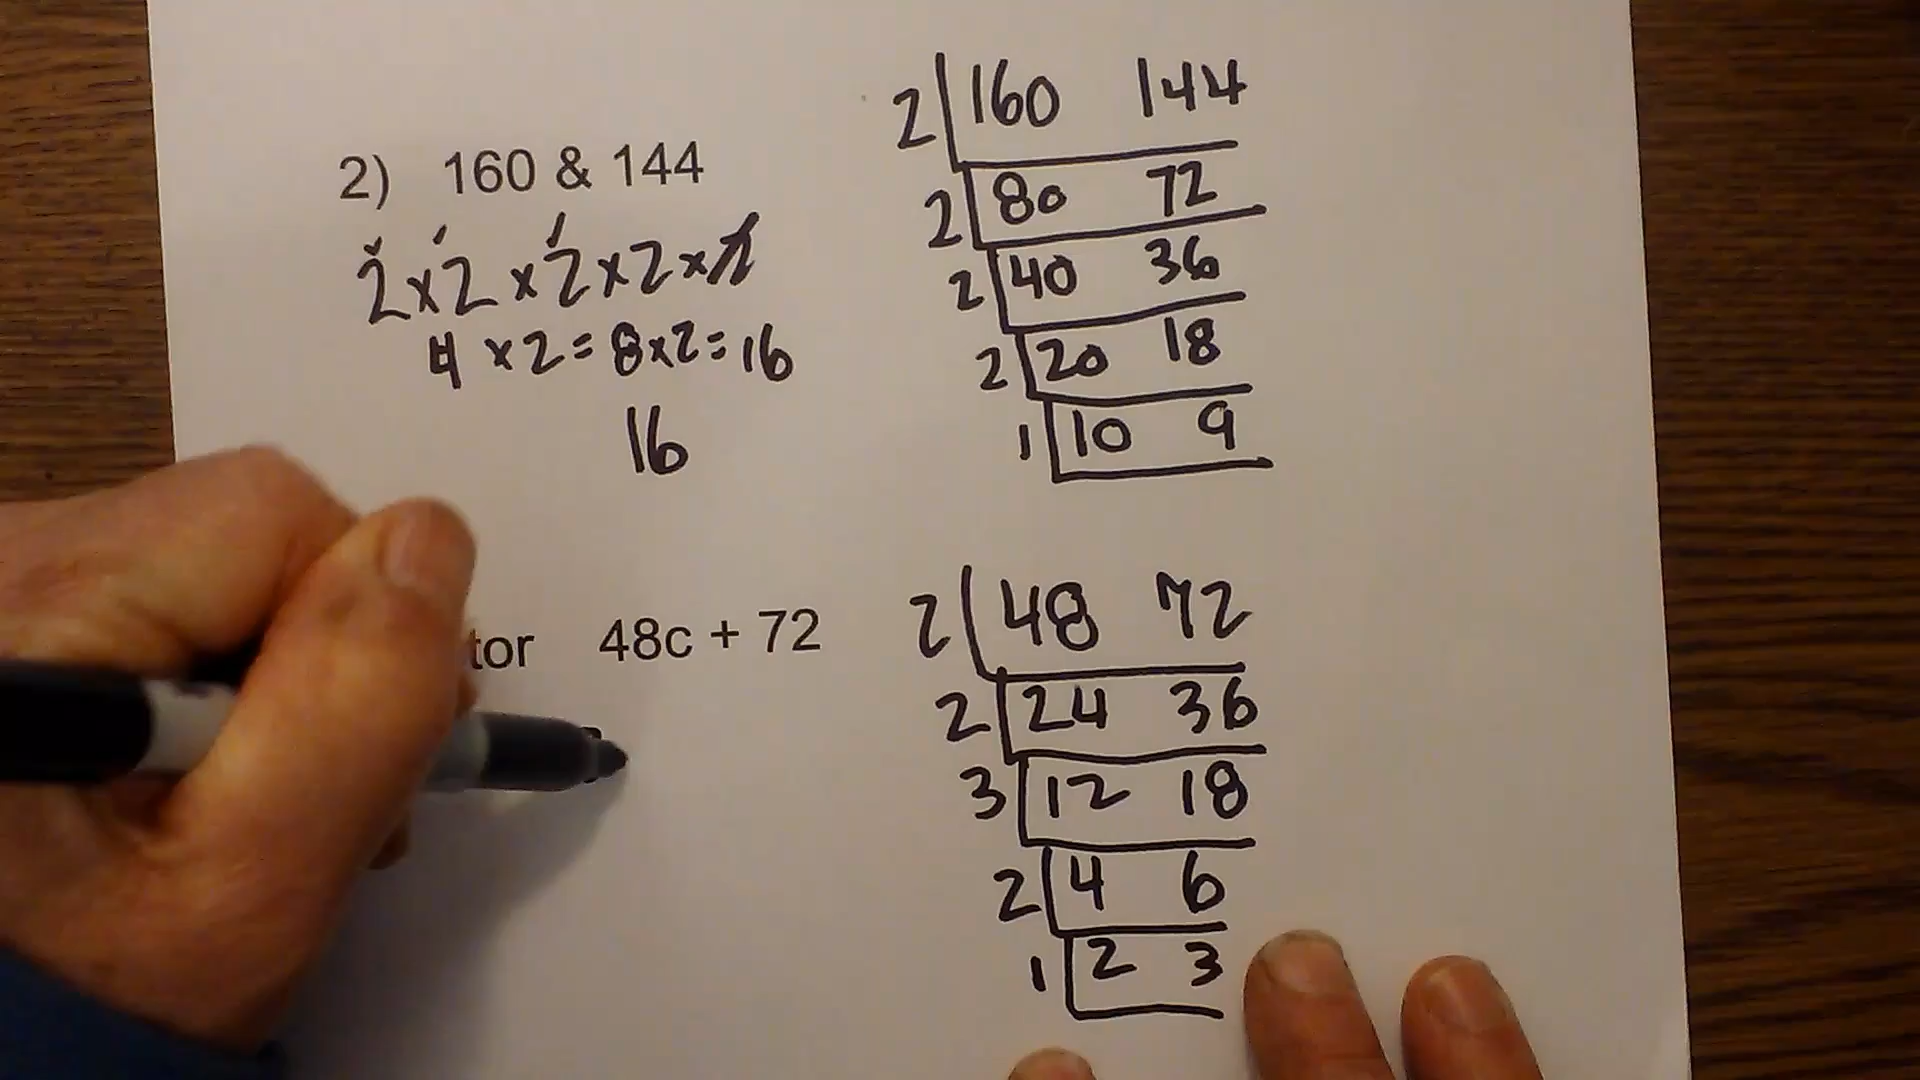 2) 160 & 144
2 x 2 x 2 x 2 x
4 x 2 = 8 x 2 = 16
16
2 160 144
2 80 72
2 40 36
2 20 18
1 10 9
tor 48c + 72
2 48 72
2 24 36
3 12 18
2 4 6
1 2 3